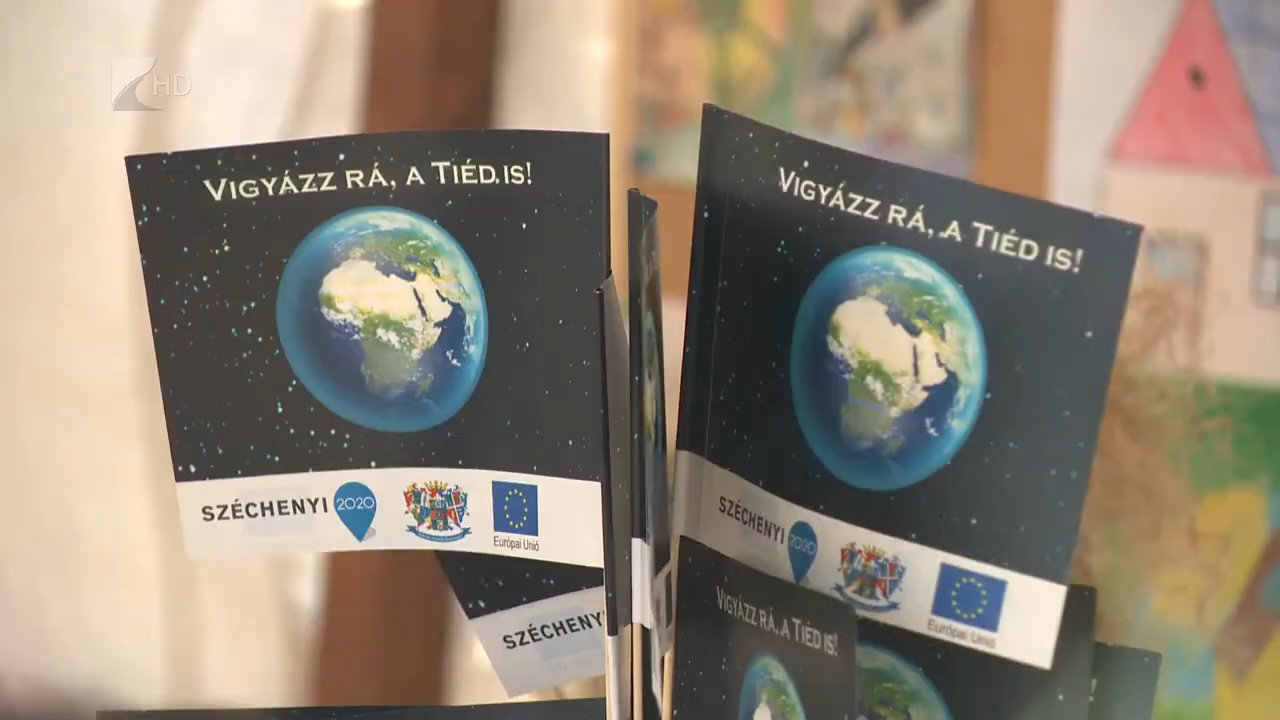 HD
VIGYÁZZ RÁ, A TIÉD IS!
SZÉCHENYI 2020
Európai Unió
VIGYÁZZ RÁ, A TIÉD IS!
SZÉCHENYI 2020
Európai Unió
SZÉCHENY
VIGYÁZZ RÁ, A TIÉD IS!